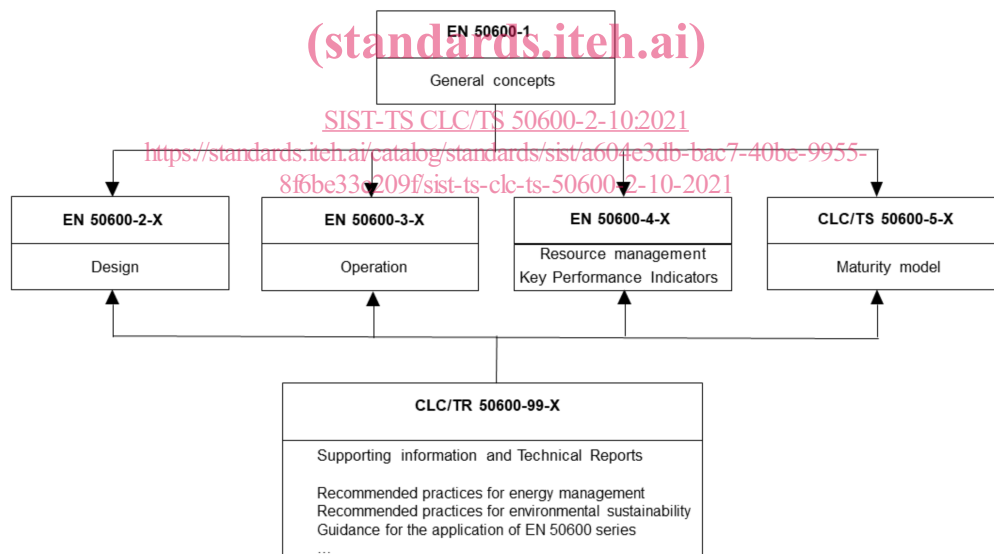 EN 50600-1
(standards.iteh.ai)
General concepts
SIST-TS CLC/TS 50600-2-10:2021
https://standards.iteh.ai/catalog/standards/sist/a604e3db-bac7-40be-9955-
8f6be33e209f/sist-ts-clc-ts-50600-2-10-2021
EN 50600-2-X
Design
EN 50600-3-X
Operation
EN 50600-4-X
Resource management
Key Performance Indicators
CLC/TS 50600-5-X
Maturity model
CLC/TR 50600-99-X
Supporting information and Technical Reports
Recommended practices for energy management
Recommended practices for environmental sustainability
Guidance for the application of EN 50600 series
...